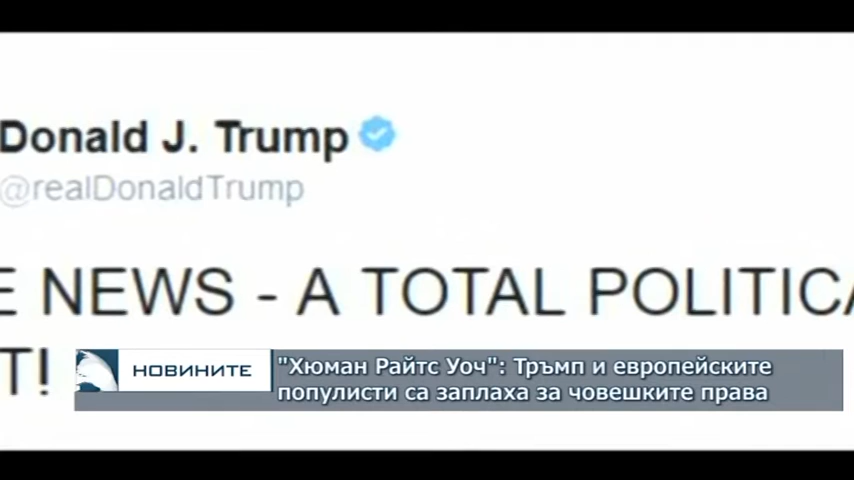 Donald J. Trump
@realDonaldTrump
E NEWS - A TOTAL POLITICA
T!
НОВИНИТЕ
"Хюман Райтс Уоч": Тръмп и европейските
популисти са заплаха за човешките права